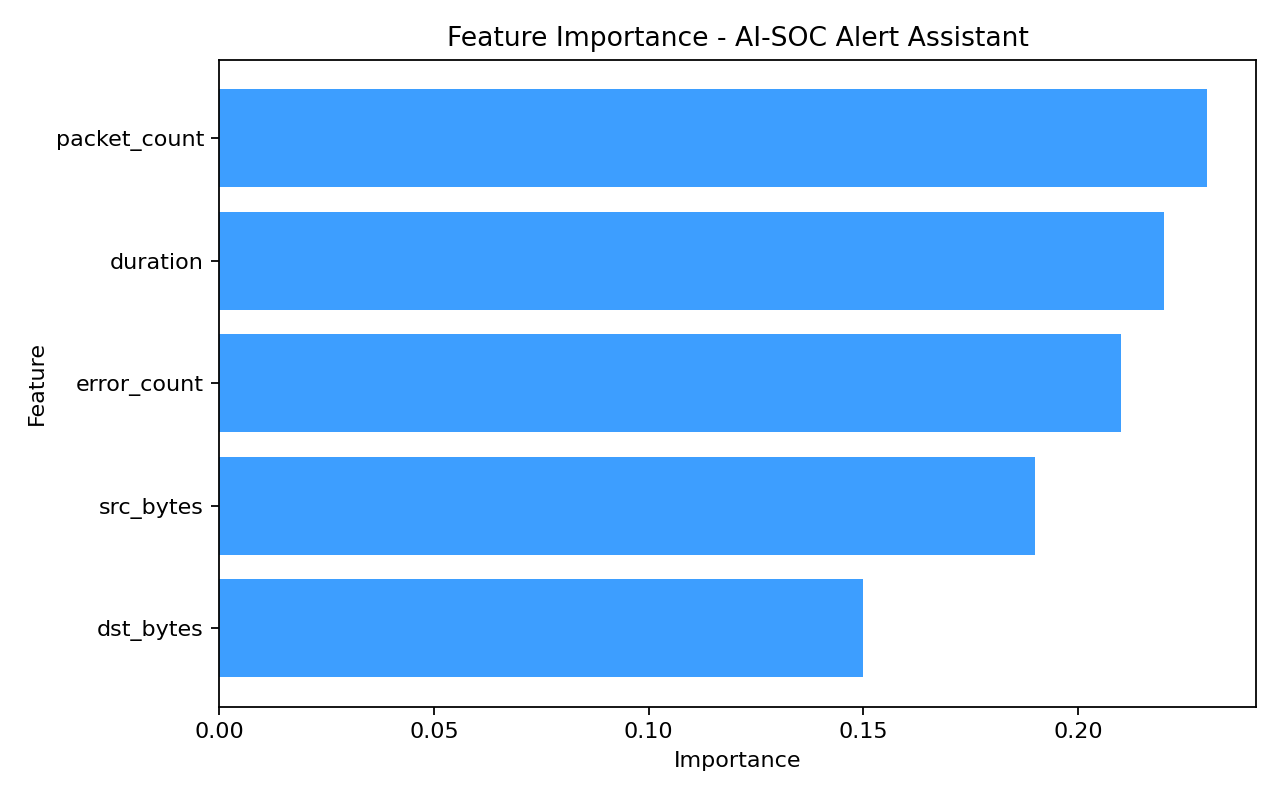 Feature Importance - AI-SOC Alert Assistant
packet_count
duration
error_count
src_bytes
dst_bytes
Feature
0.00 0.05 0.10 0.15 0.20
Importance